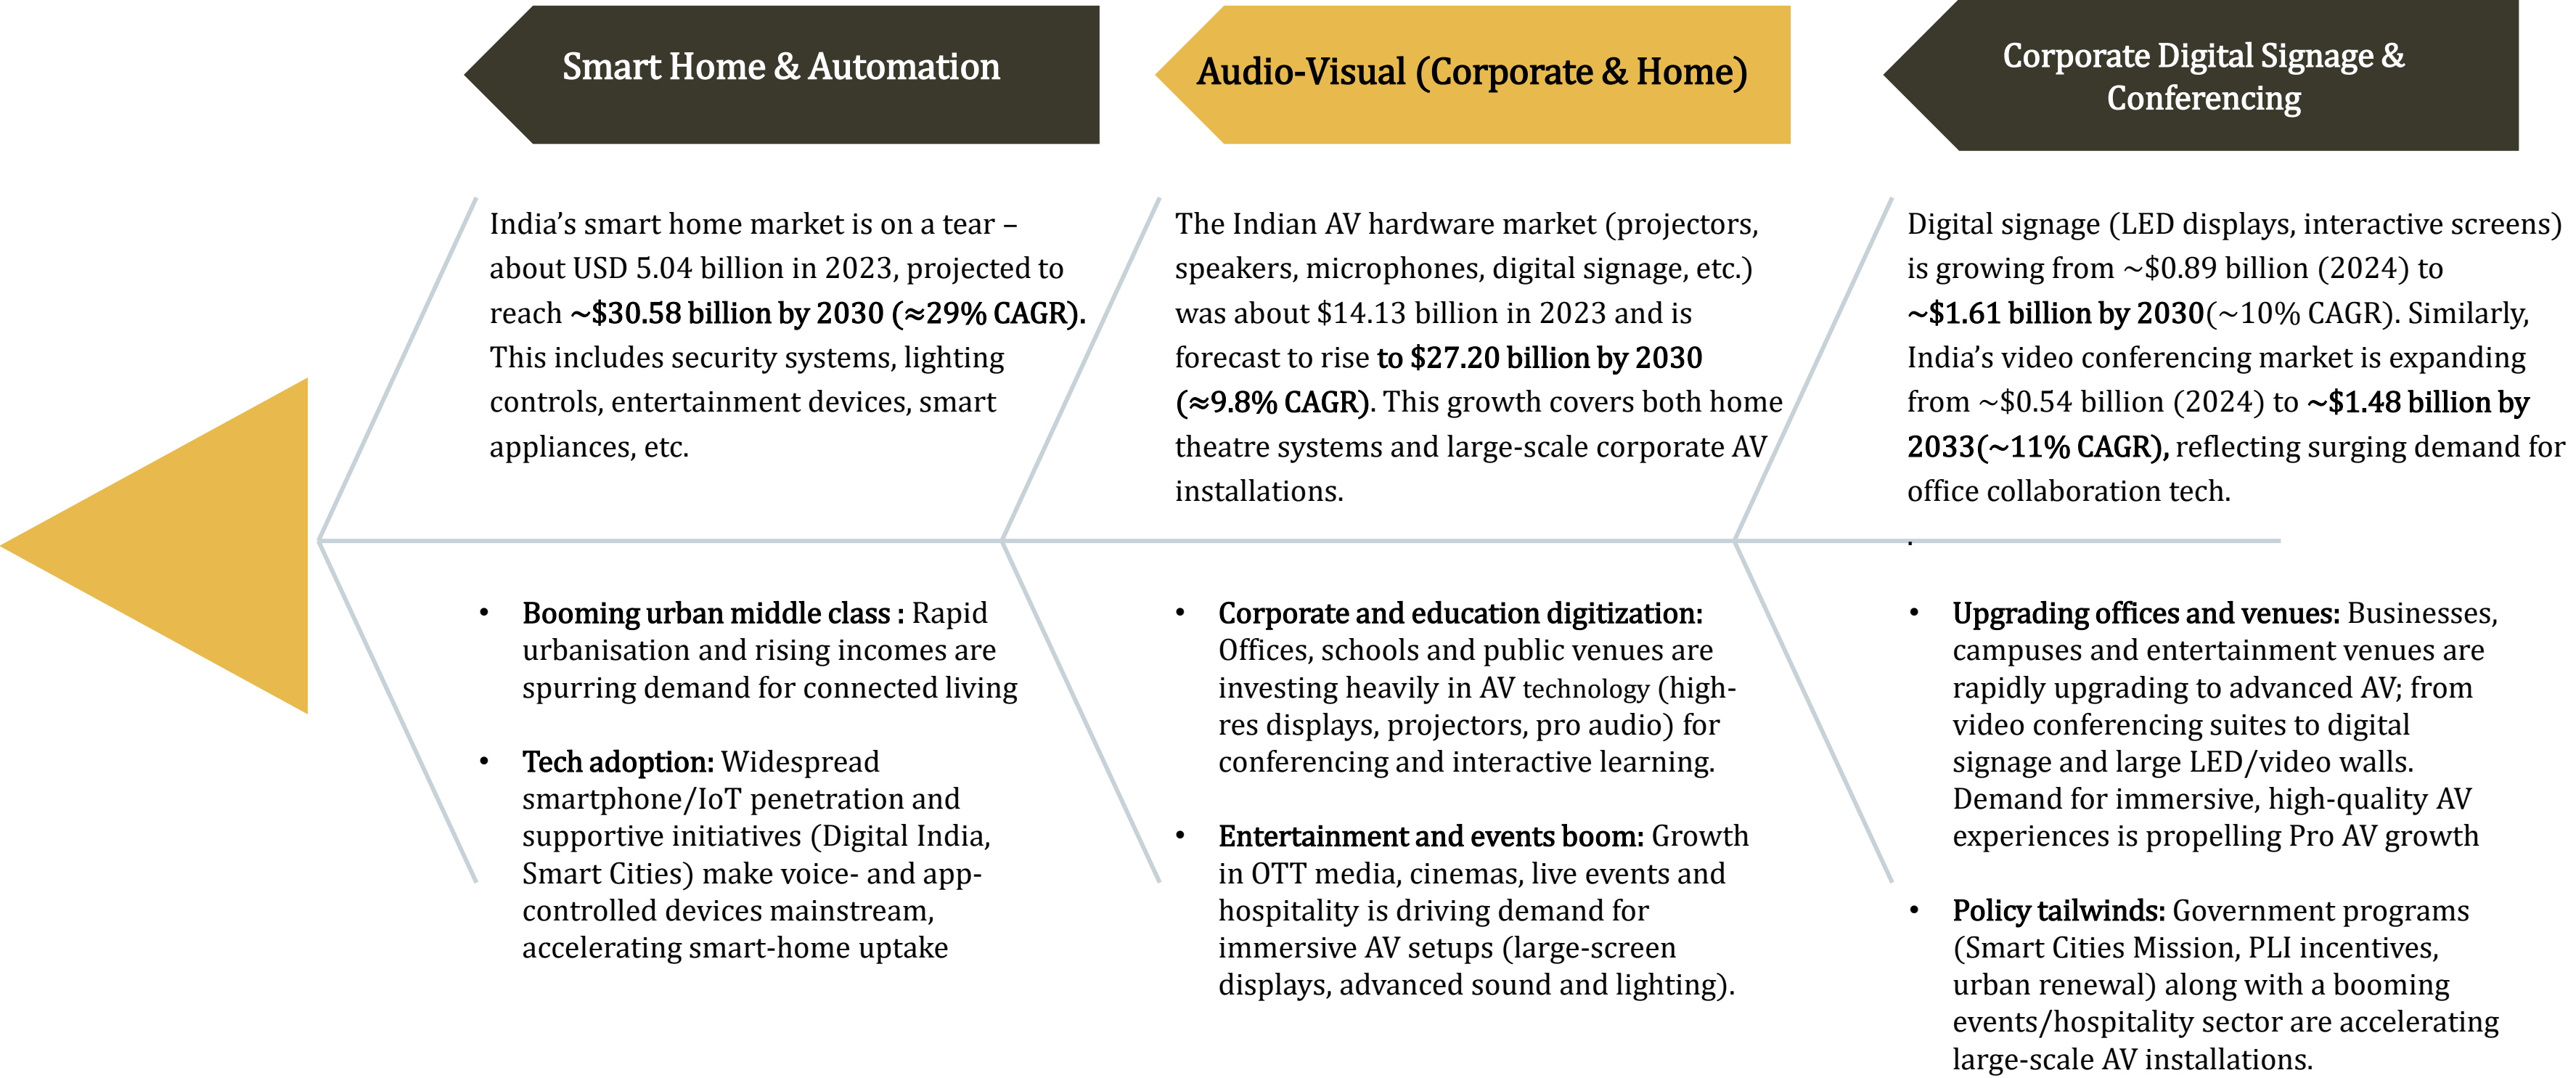 Smart Home & Automation
India’s smart home market is on a tear –
about USD 5.04 billion in 2023, projected to
reach ~$30.58 billion by 2030 (≈29% CAGR).
This includes security systems, lighting
controls, entertainment devices, smart
appliances, etc.
• Booming urban middle class : Rapid
urbanisation and rising incomes are
spurring demand for connected living
• Tech adoption: Widespread
smartphone/IoT penetration and
supportive initiatives (Digital India,
Smart Cities) make voice- and app-
controlled devices mainstream,
accelerating smart-home uptake
Audio-Visual (Corporate & Home)
The Indian AV hardware market (projectors,
speakers, microphones, digital signage, etc.)
was about $14.13 billion in 2023 and is
forecast to rise to $27.20 billion by 2030
(≈9.8% CAGR). This growth covers both home
theatre systems and large-scale corporate AV
installations.
• Corporate and education digitization:
Offices, schools and public venues are
investing heavily in AV technology (high-
res displays, projectors, pro audio) for
conferencing and interactive learning.
• Entertainment and events boom: Growth
in OTT media, cinemas, live events and
hospitality is driving demand for
immersive AV setups (large-screen
displays, advanced sound and lighting).
Corporate Digital Signage &
Conferencing
Digital signage (LED displays, interactive screens)
is growing from ~$0.89 billion (2024) to
~$1.61 billion by 2030(~10% CAGR). Similarly,
India’s video conferencing market is expanding
from ~$0.54 billion (2024) to ~$1.48 billion by
2033(~11% CAGR), reflecting surging demand for
office collaboration tech.
.
• Upgrading offices and venues: Businesses,
campuses and entertainment venues are
rapidly upgrading to advanced AV; from
video conferencing suites to digital
signage and large LED/video walls.
Demand for immersive, high-quality AV
experiences is propelling Pro AV growth
• Policy tailwinds: Government programs
(Smart Cities Mission, PLI incentives,
urban renewal) along with a booming
events/hospitality sector are accelerating
large-scale AV installations.